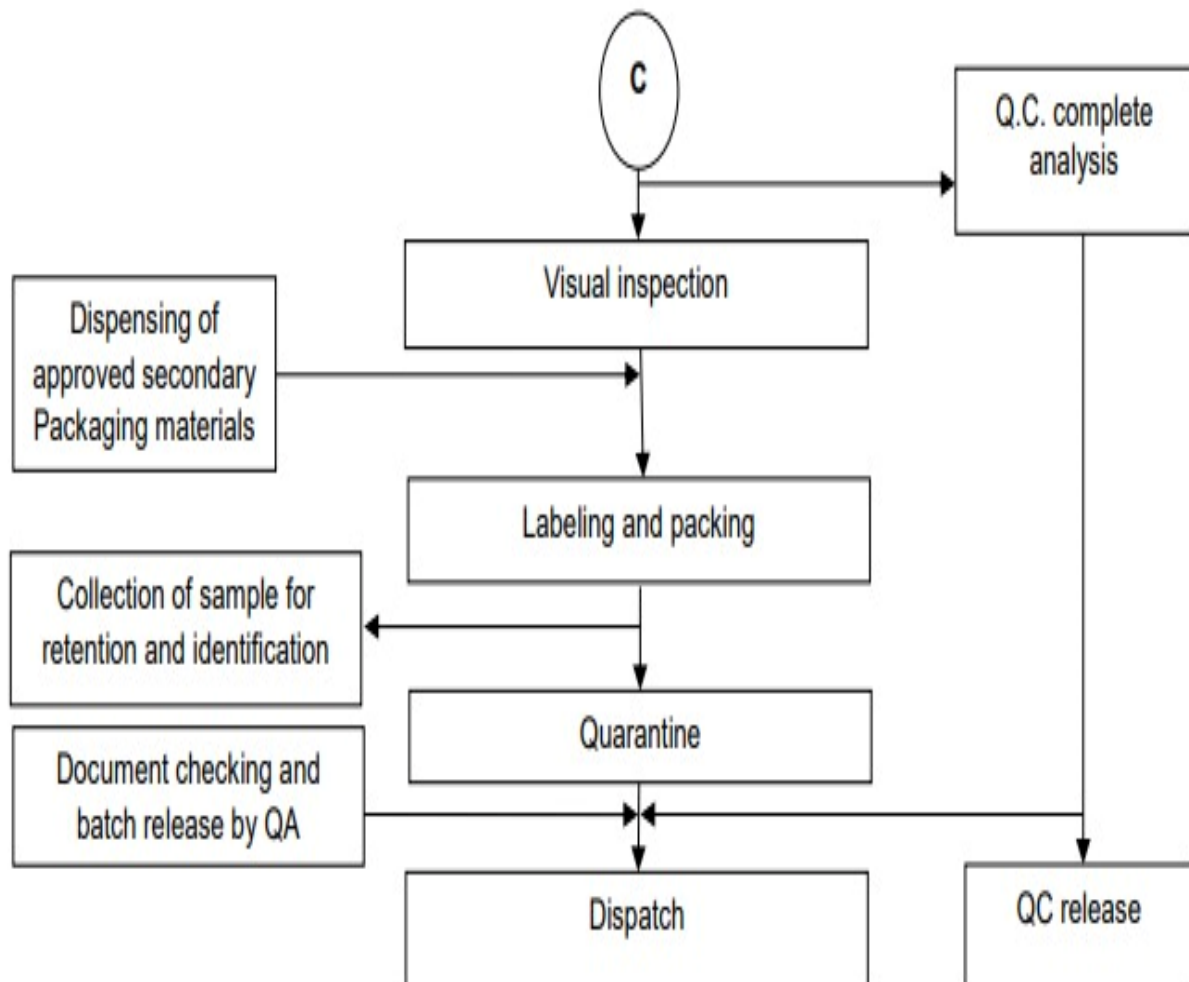 C
Q.C. complete
analysis
Visual inspection
Dispensing of
approved secondary
Packaging materials
Labeling and packing
Collection of sample for
retention and identification
Quarantine
Document checking and
batch release by QA
Dispatch
QC release